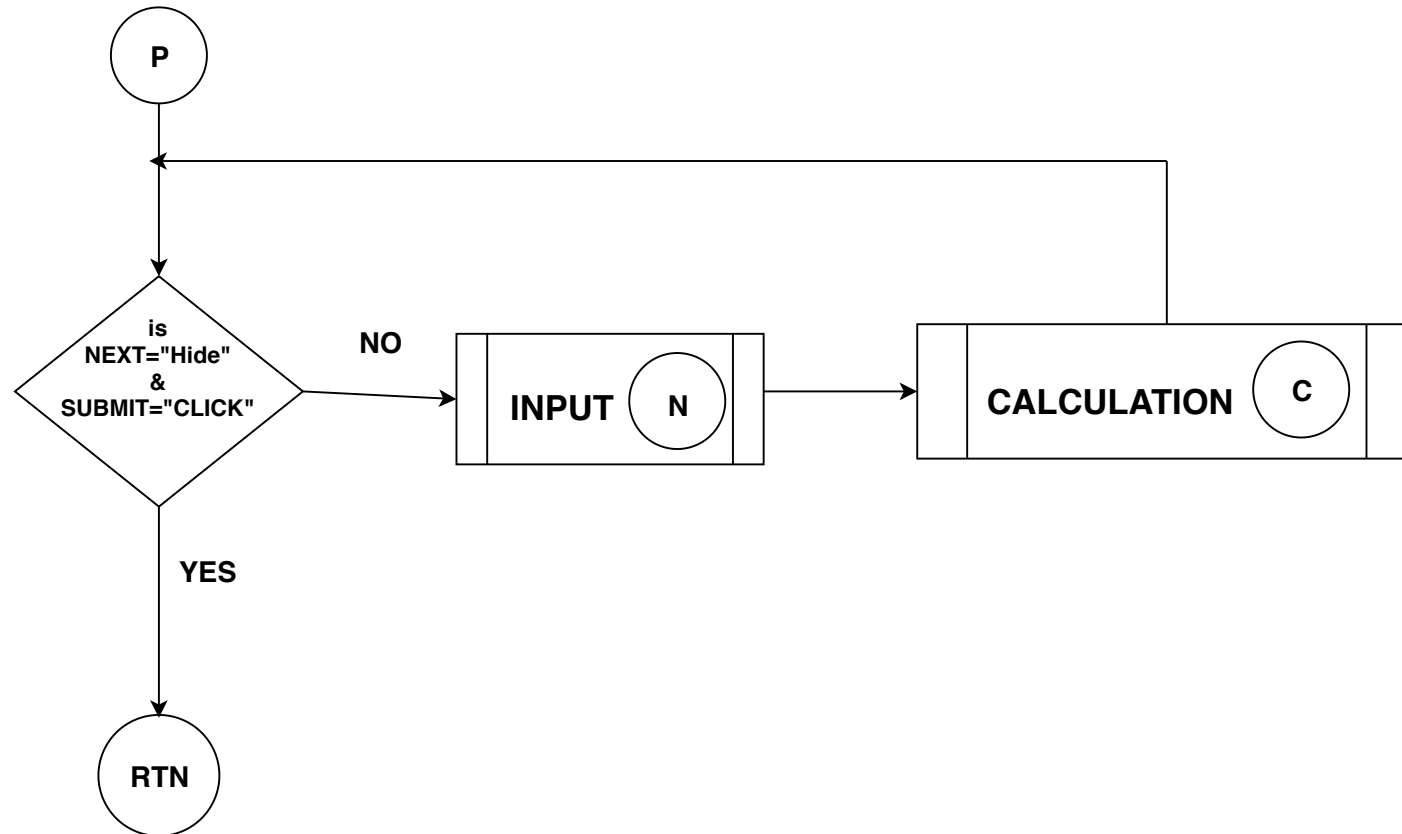 P
is
NEXT="Hide"
&
SUBMIT="CLICK"
NO
INPUT
N
CALCULATION
C
YES
RTN